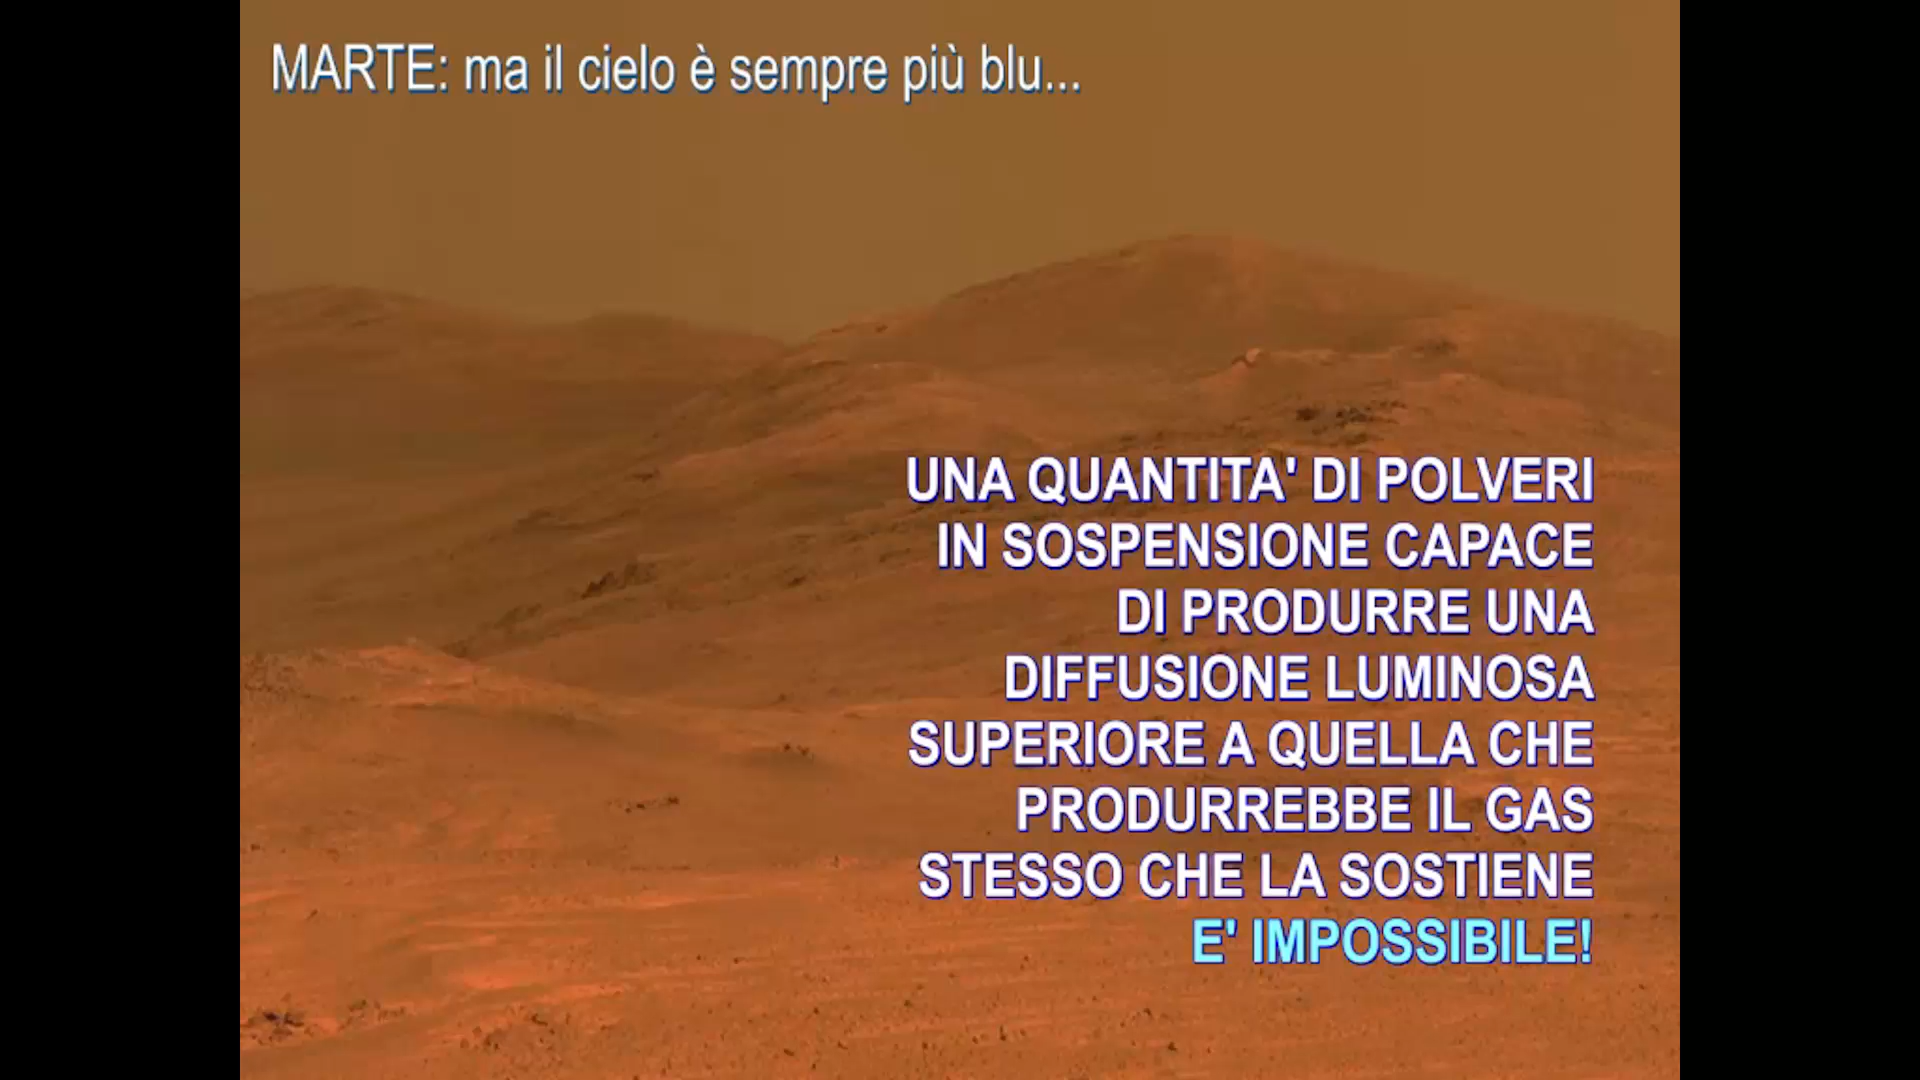 MARTE: ma il cielo è sempre più blu...
UNA QUANTITA' DI POLVERI
IN SOSPENSIONE CAPACE
DI PRODURRE UNA
DIFFUSIONE LUMINOSA
SUPERIORE A QUELLA CHE
PRODURREBBE IL GAS
STESSO CHE LA SOSTIENE
E' IMPOSSIBILE!